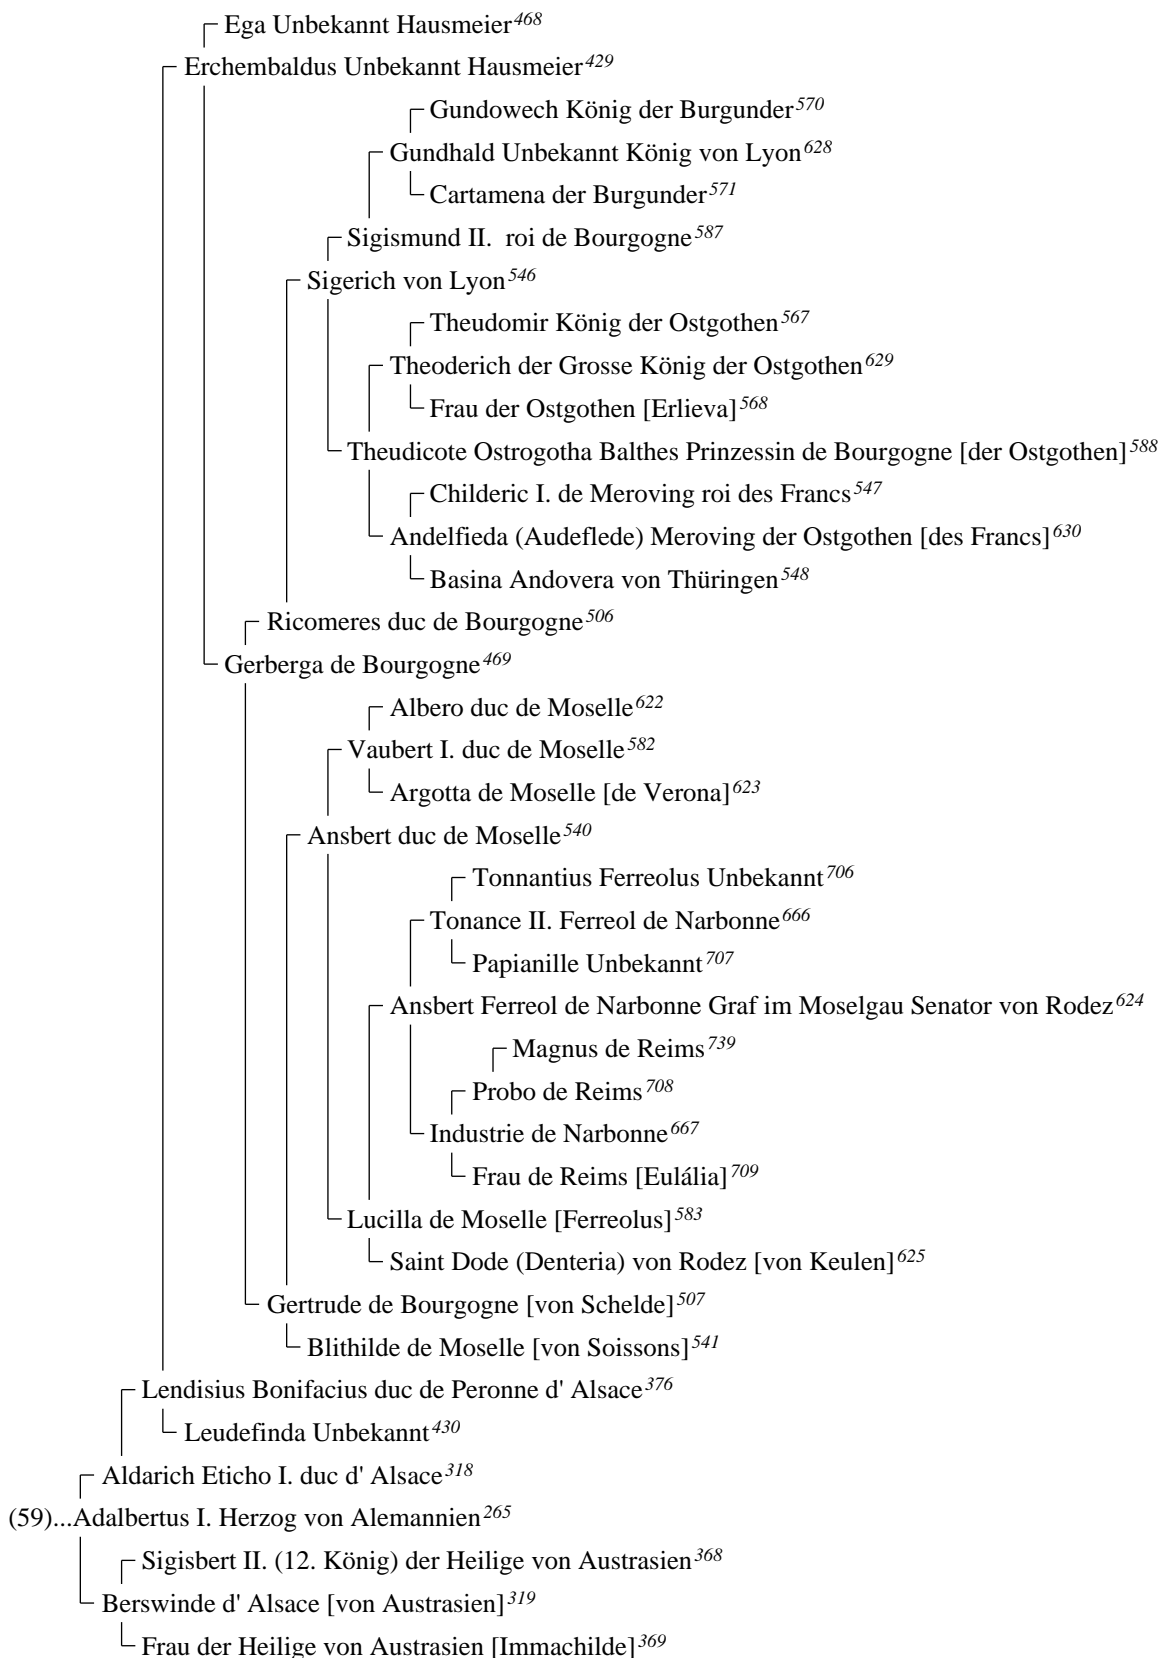 Ega Unbekannt Hausmeier468
Erchembaldus Unbekannt Hausmeier429
Gundowech König der Burgunder570
Gundhald Unbekannt König von Lyon628
Cartamena der Burgunder571
Sigismund II.  roi de Bourgogne587
Sigerich von Lyon546
Theudomir König der Ostgothen567
Theoderich der Grosse König der Ostgothen629
Frau der Ostgothen [Erlieva]568
Theudicote Ostrogotha Balthes Prinzessin de Bourgogne [der Ostgothen]588
Childeric I. de Meroving roi des Francs547
Andelfieda (Audeflede) Meroving der Ostgothen [des Francs]630
Basina Andovera von Thüringen548
Ricomeres duc de Bourgogne506
Gerberga de Bourgogne469
Albero duc de Moselle622
Vaubert I. duc de Moselle582
Argotta de Moselle [de Verona]623
Ansbert duc de Moselle540
Tonnantius Ferreolus Unbekannt706
Tonance II. Ferreol de Narbonne666
Papianille Unbekannt707
Ansbert Ferreol de Narbonne Graf im Moselgau Senator von Rodez624
Magnus de Reims739
Probo de Reims708
Industrie de Narbonne667
Frau de Reims [Eulália]709
Lucilla de Moselle [Ferreolus]583
Saint Dode (Denteria) von Rodez [von Keulen]625
Gertrude de Bourgogne [von Schelde]507
Blithilde de Moselle [von Soissons]541
Lendisius Bonifacius duc de Peronne d' Alsace376
Leudefinda Unbekannt430
Aldarich Eticho I. duc d' Alsace318
(59)...Adalbertus I. Herzog von Alemannien265
Sigisbert II. (12. König) der Heilige von Austrasien368
Berswinde d' Alsace [von Austrasien]319
Frau der Heilige von Austrasien [Immachilde]369